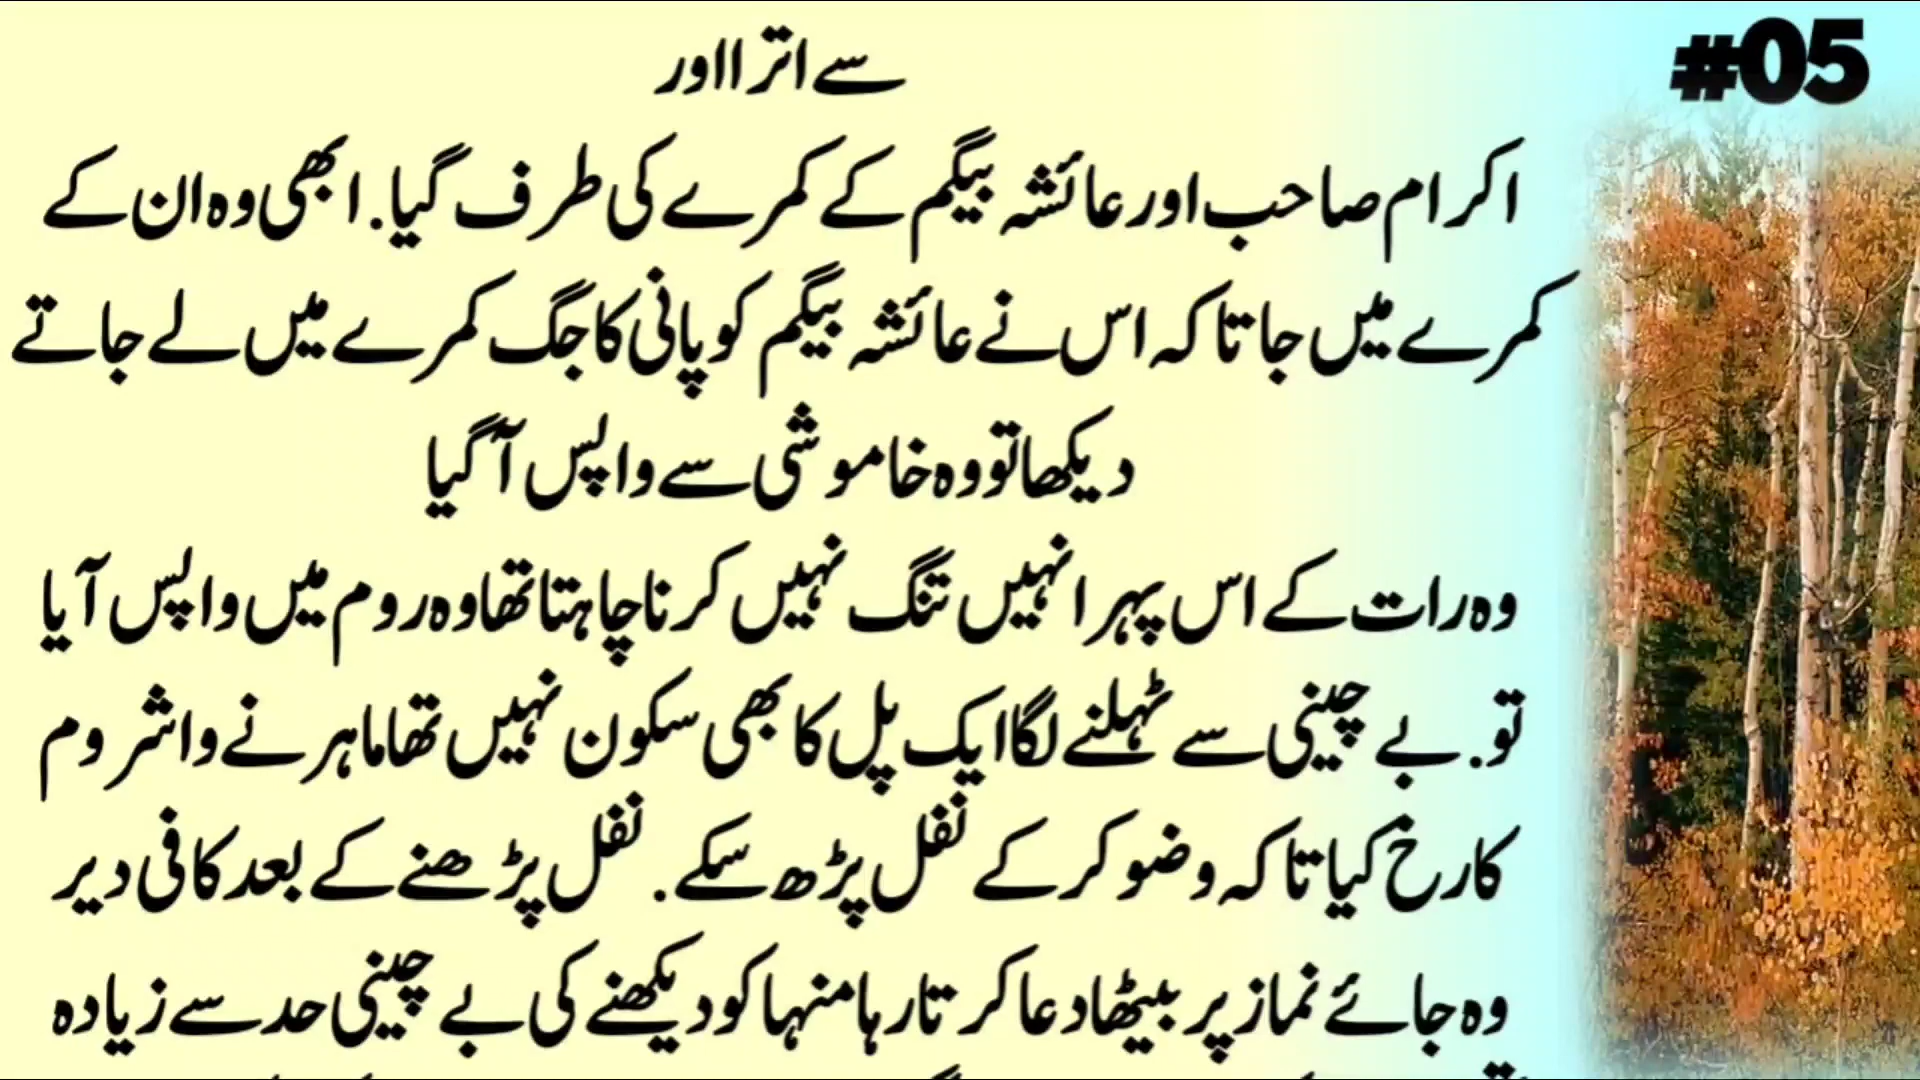 #05
سے اترا اور
اکرام صاحب اور عائشہ بیگم کے کمرے کی طرف گیا. ابھی وہ ان کے
کمرے میں جاتا کہ اس نے عائشہ بیگم کو پانی کا جگ کمرے میں لے جاتے
دیکھا تو وہ خاموشی سے واپس آگیا
وہ رات کے اس پہر انہیں تنگ نہیں کرنا چاہتا تھا وہ روم میں واپس آیا
تو. بے چینی سے ٹہلنے لگا ایک پل کا بھی سکون نہیں تھا ماہر نے واشروم
کا رخ کیا تا کہ وضو کر کے نفل پڑھ سکے. نفل پڑھنے کے بعد کافی دیر
وہ جائے نماز پر بیٹھا دعا کرتا رہا منہا کو دیکھنے کی بے چینی حد سے زیادہ